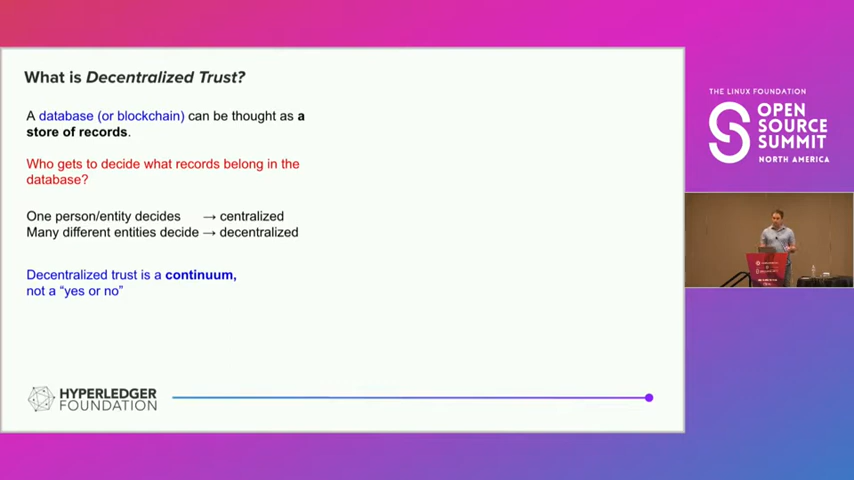 What is Decentralized Trust?
A database (or blockchain) can be thought as a
store of records.
Who gets to decide what records belong in the
database?
One person/entity decides → centralized
Many different entities decide → decentralized
Decentralized trust is a continuum,
not a “yes or no”
HYPERLEDGER
FOUNDATION
THE LINUX FOUNDATION
OPEN
SOURCE
SUMMIT
NORTH AMERICA